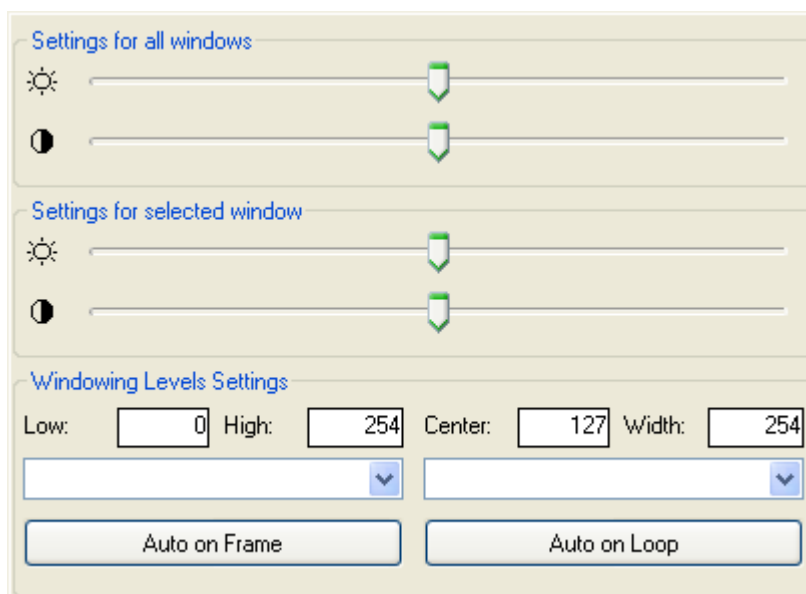 Settings for all windows
Settings for selected window
Windowing Levels Settings
Low: 0 High: 254 Center: 127 Width: 254
Auto on Frame Auto on Loop